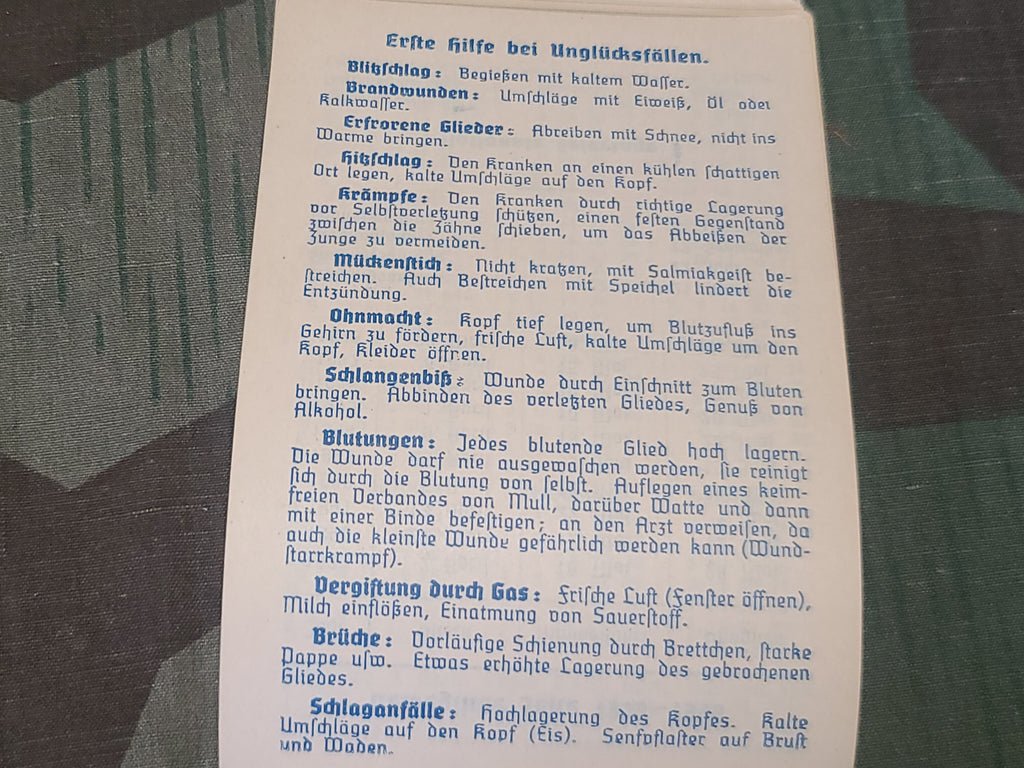 Erste Hilfe bei Unglücksfällen.
Blitzschlag: Begießen mit kaltem Wasser.
Brandwunden: Umschläge mit Eiweiß, Öl oder
Kalkwasser.
Erfrorene Glieder: Abreiben mit Schnee, nicht ins
Warme bringen.
Hitzschlag: Den Kranken an einen kühlen schattigen
Ort legen, kalte Umschläge auf den Kopf.
Krämpfe: Den Kranken durch richtige Lagerung
vor Selbstverletzung schützen, einen festen Gegenstand
zwischen die Zähne schieben, um das Abbeißen der
Zunge zu vermeiden.
Mückenstich: Nicht kratzen, mit Salmiakgeist be-
streichen. Auch Bestreichen mit Speichel lindert die
Entzündung.
Ohnmacht: Kopf tief legen, um Blutzufluß ins
Gehirn zu fördern, frische Luft, kalte Umschläge um den
Kopf, Kleider öffnen.
Schlangenbiß: Wunde durch Einschnitt zum Bluten
bringen. Abbinden des verletzten Gliedes, Genuß von
Alkohol.
Blutungen: Jedes blutende Glied hoch lagern.
Die Wunde darf nie ausgewaschen werden, sie reinigt
sich durch die Blutung von selbst. Auflegen eines keim-
freien Verbandes von Mull, darüber Watte und dann
mit einer Binde befestigen; an den Arzt verweisen, da
auch die kleinste Wunde gefährlich werden kann (Wund-
starrkrampf).
Vergiftung durch Gas: Frische Luft (Fenster öffnen),
Milch einflößen, Einatmung von Sauerstoff.
Brüche: Vorläufige Schienung durch Brettchen, starke
Pappe usw. Etwas erhöhte Lagerung des gebrochenen
Gliedes.
Schlaganfälle: Hochlagerung des Kopfes. Kalte
Umschläge auf den Kopf (Eis). Senfpflaster auf Brust
und Waden.